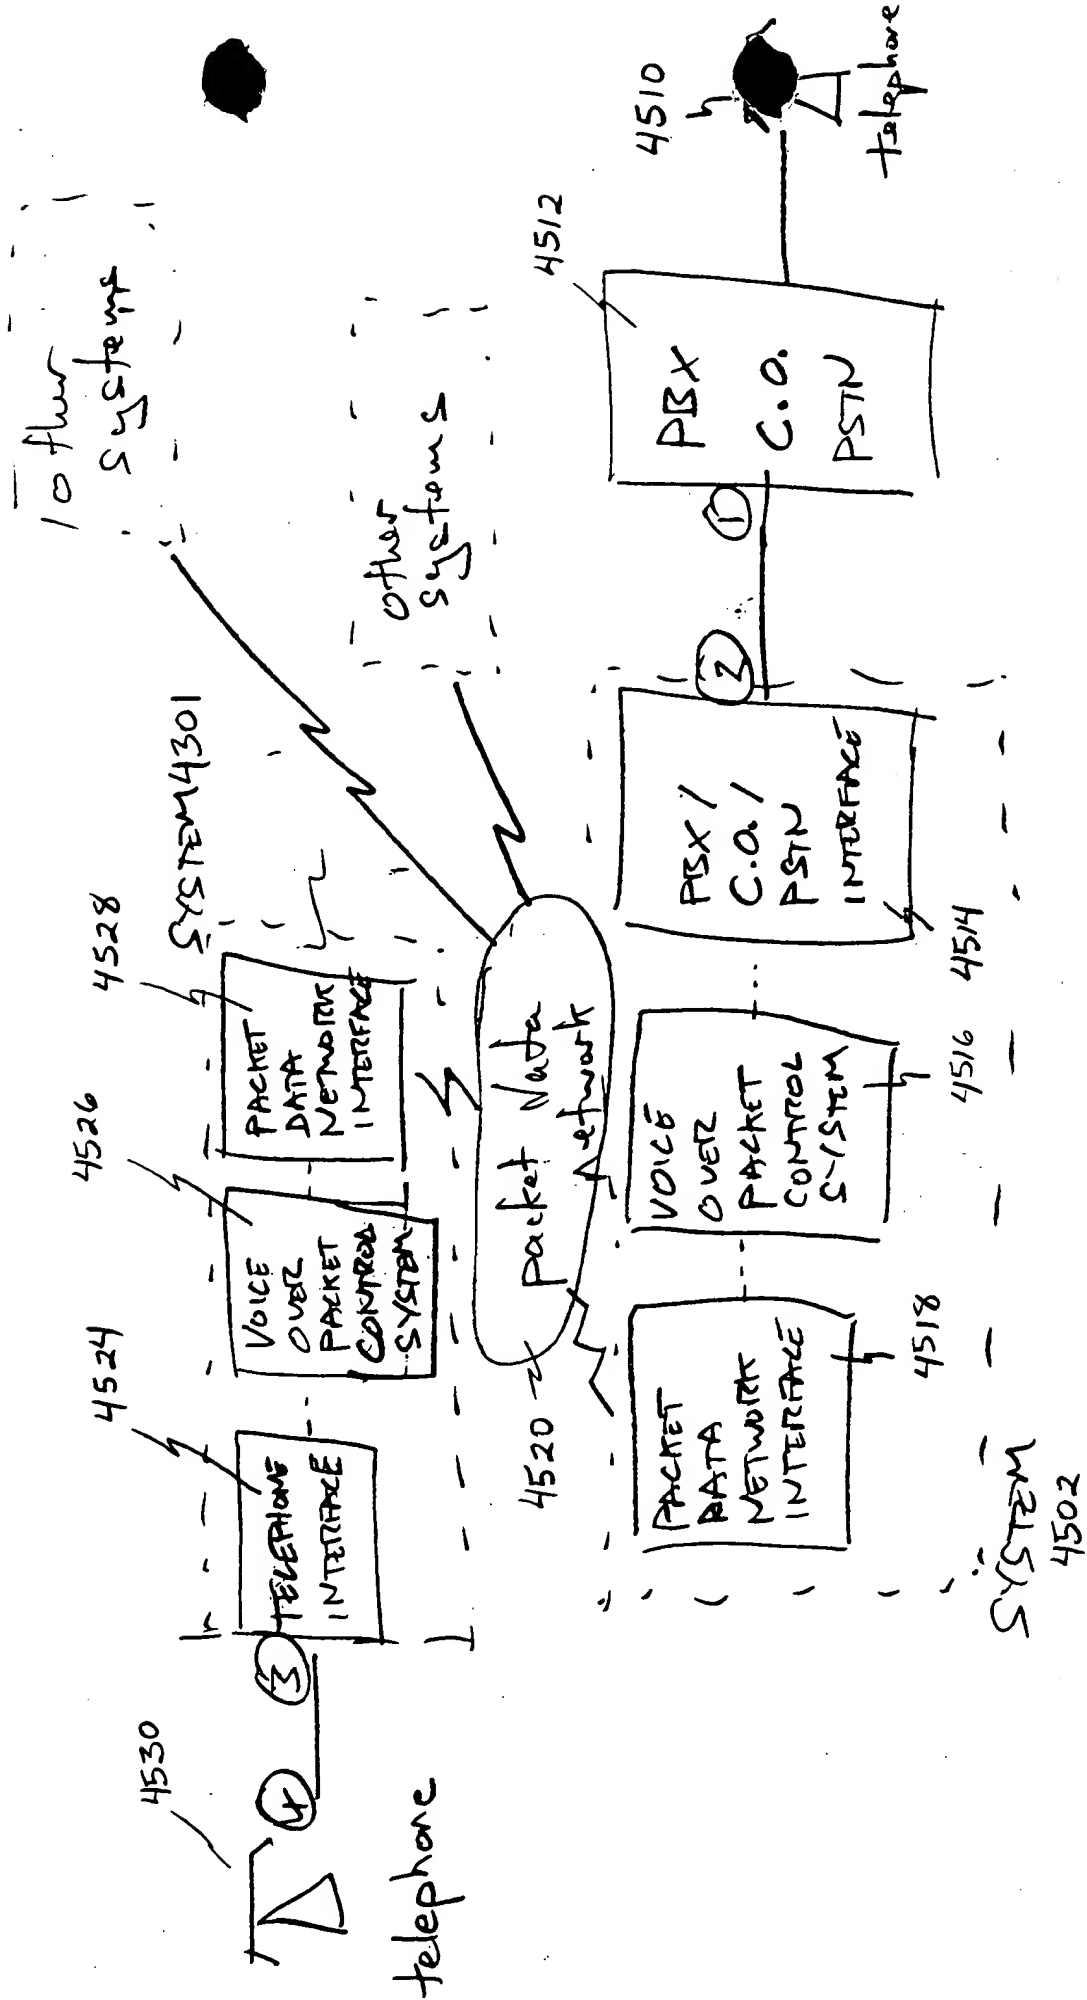 4530
telephone
4
3
4524
TELEPHONE
INTERFACE
4526
VOICE
OVER
PACKET
CONTROL
SYSTEM
4528
PACKET
DATA
NETWORK
INTERFACE
SYSTEM 4301
other
systems
other
systems
4520
packet Data
network
PACKET
DATA
NETWORK
INTERFACE
4518
VOICE
OVER
PACKET
CONTROL
SYSTEM
4516
PBX/
C.O./
PSTN
INTERFACE
4514
2
1
PBX
C.O.
PSTN
4512
4510
telephone
SYSTEM
4502